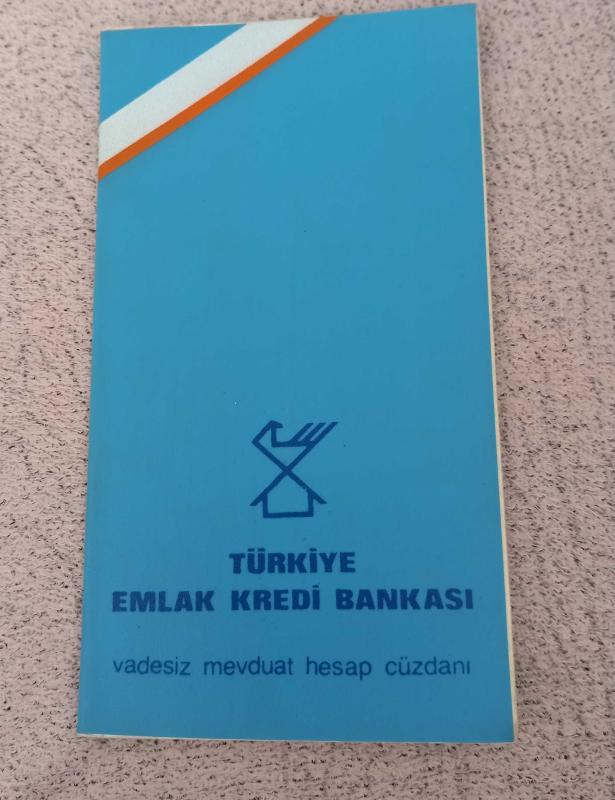 TÜRKİYE
EMLAK KREDİ BANKASI
vadesiz mevduat hesap cüzdanı